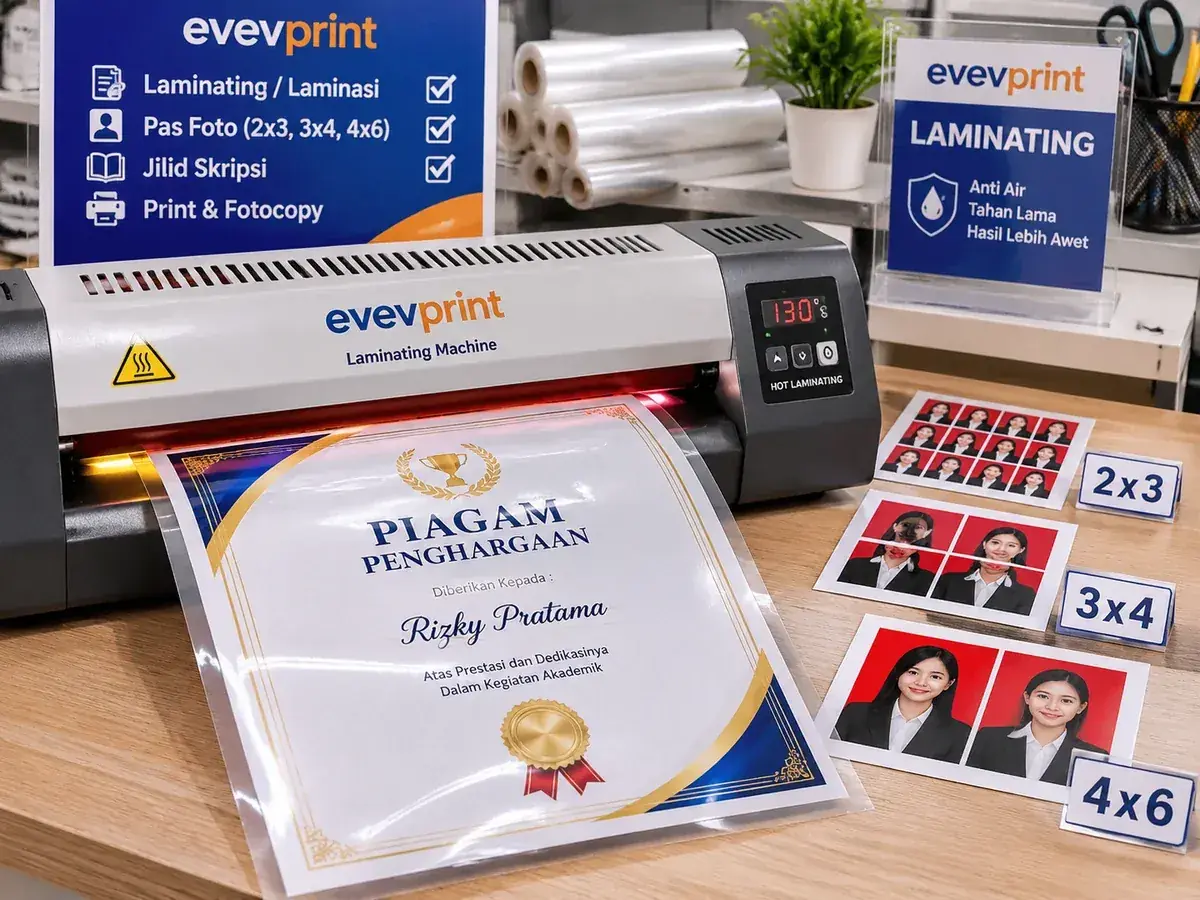 evevprint
Laminating / Laminasi
Pas Foto (2x3, 3x4, 4x6)
Jilid Skripsi
Print & Fotocopy
evevprint
LAMINATING
Anti Air
Tahan Lama
Hasil Lebih Awet
evevprint
Laminating Machine
130°C
HOT LAMINATING
PIAGAM
PENGHARGAAN
Diberikan Kepada :
Rizky Pratama
Atas Prestasi dan Dedikasinya
Dalam Kegiatan Akademik
2x3
3x4
4x6